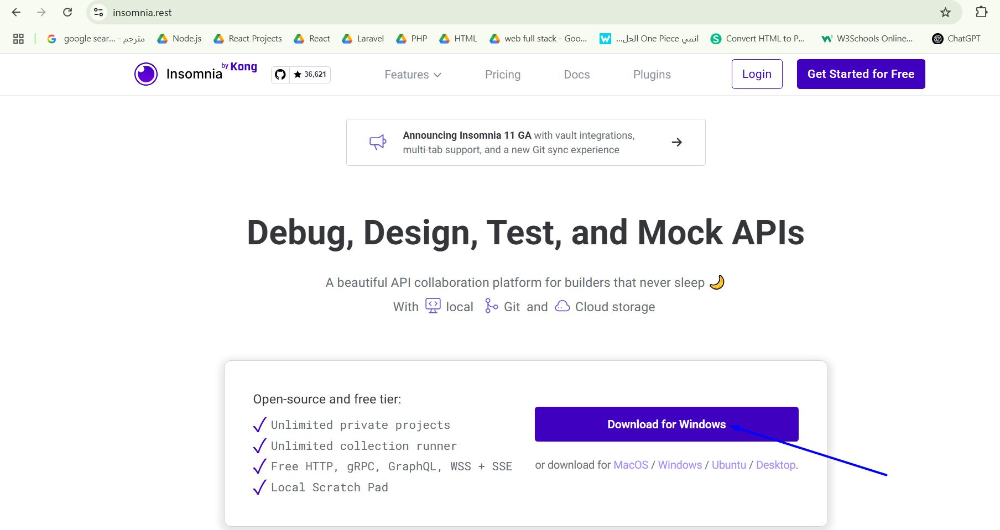 insomnia.rest
google sear... - مترجم
Node.js
React Projects
React
Laravel
PHP
HTML
web full stack - Goo...
انمي One Piece الحل...
Convert HTML to P...
W3Schools Online...
ChatGPT
Insomnia by Kong
36,621
Features
Pricing
Docs
Plugins
Login
Get Started for Free
Announcing Insomnia 11 GA with vault integrations,
multi-tab support, and a new Git sync experience
Debug, Design, Test, and Mock APIs
A beautiful API collaboration platform for builders that never sleep
With local Git and Cloud storage
Open-source and free tier:
Unlimited private projects
Unlimited collection runner
Free HTTP, gRPC, GraphQL, WSS + SSE
Local Scratch Pad
Download for Windows
or download for MacOS / Windows / Ubuntu / Desktop.